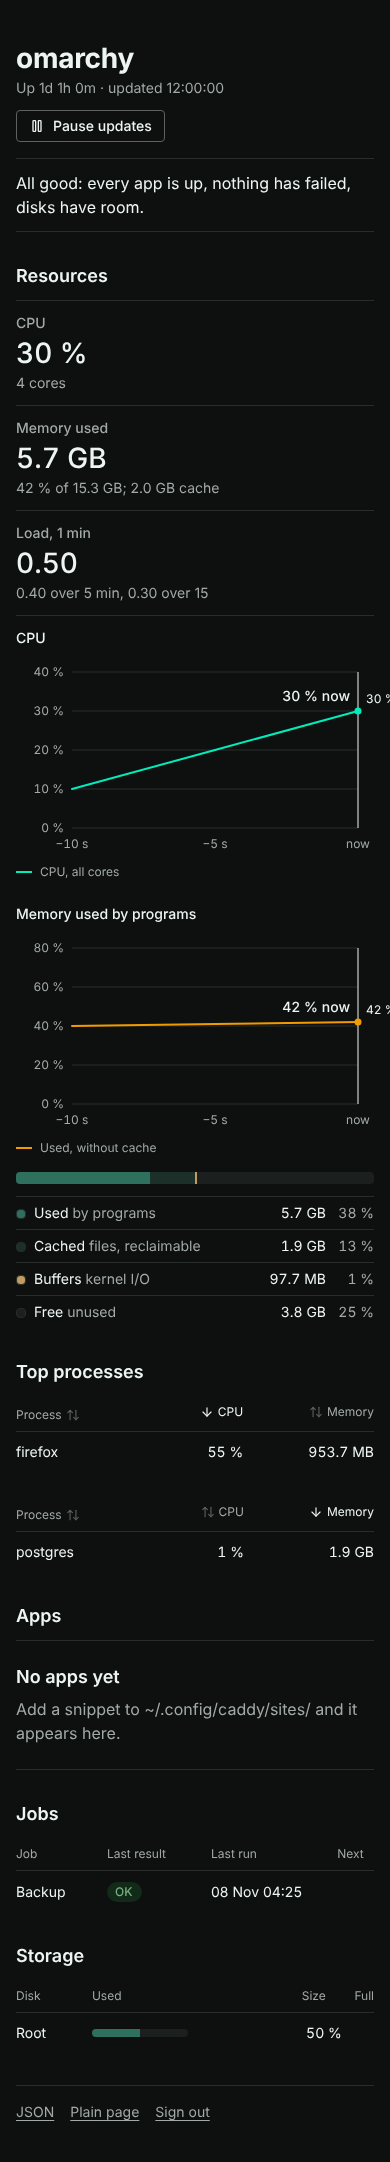 omarchy
Up 1d 1h 0m · updated 12:00:00
Pause updates
All good: every app is up, nothing has failed,
disks have room.
Resources
CPU
30 %
4 cores
Memory used
5.7 GB
42 % of 15.3 GB; 2.0 GB cache
Load, 1 min
0.50
0.40 over 5 min, 0.30 over 15
CPU
40 %
30 % now 30 %
30 %
20 %
10 %
0 %
−10 s −5 s now
CPU, all cores
Memory used by programs
80 %
60 %
42 % now 42 %
40 %
20 %
0 %
−10 s −5 s now
Used, without cache
Used by programs 5.7 GB 38 %
Cached files, reclaimable 1.9 GB 13 %
Buffers kernel I/O 97.7 MB 1 %
Free unused 3.8 GB 25 %
Top processes
Process ↑↓ ↓ CPU ↑↓ Memory
firefox 55 % 953.7 MB
Process ↑↓ ↑↓ CPU ↓ Memory
postgres 1 % 1.9 GB
Apps
No apps yet
Add a snippet to ~/.config/caddy/sites/ and it
appears here.
Jobs
Job Last result Last run Next
Backup OK 08 Nov 04:25
Storage
Disk Used Size Full
Root 50 %
JSON Plain page Sign out